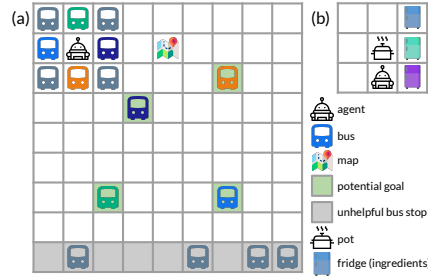 (a)
(b)
agent
bus
map
potential goal
unhelpful bus stop
pot
fridge (ingredients